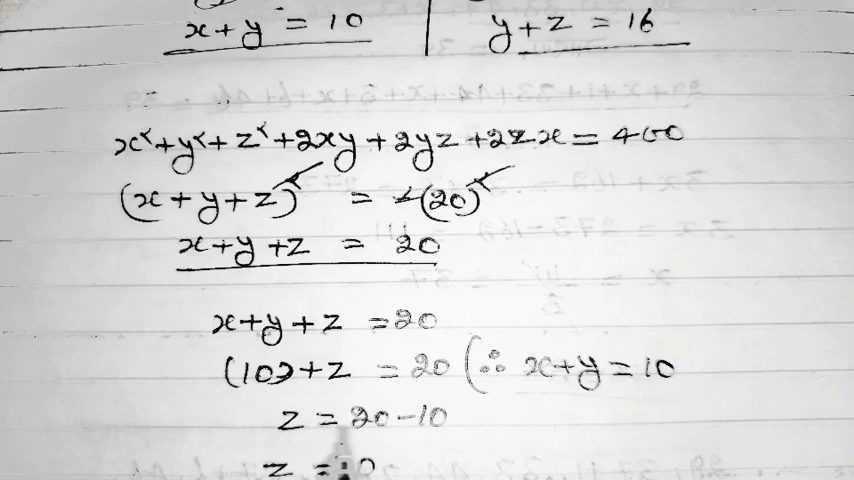 x + y = 10 | y + z = 16
x² + y² + z² + 2xy + 2yz + 2zx = 400
(x + y + z)² = (20)²
x + y + z = 20
x + y + z = 20
(10) + z = 20 (∵ x + y = 10
z = 20 - 10
z =